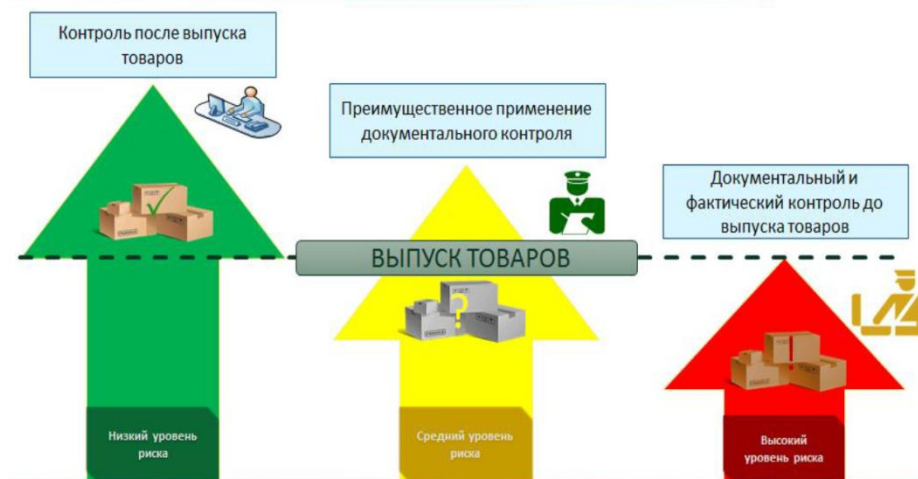 Контроль после выпуска
товаров
Преимущественное применение
документального контроля
Документальный и
фактический контроль до
выпуска товаров
ВЫПУСК ТОВАРОВ
Низкий уровень
риска
Средний уровень
риска
Высокий
уровень риска